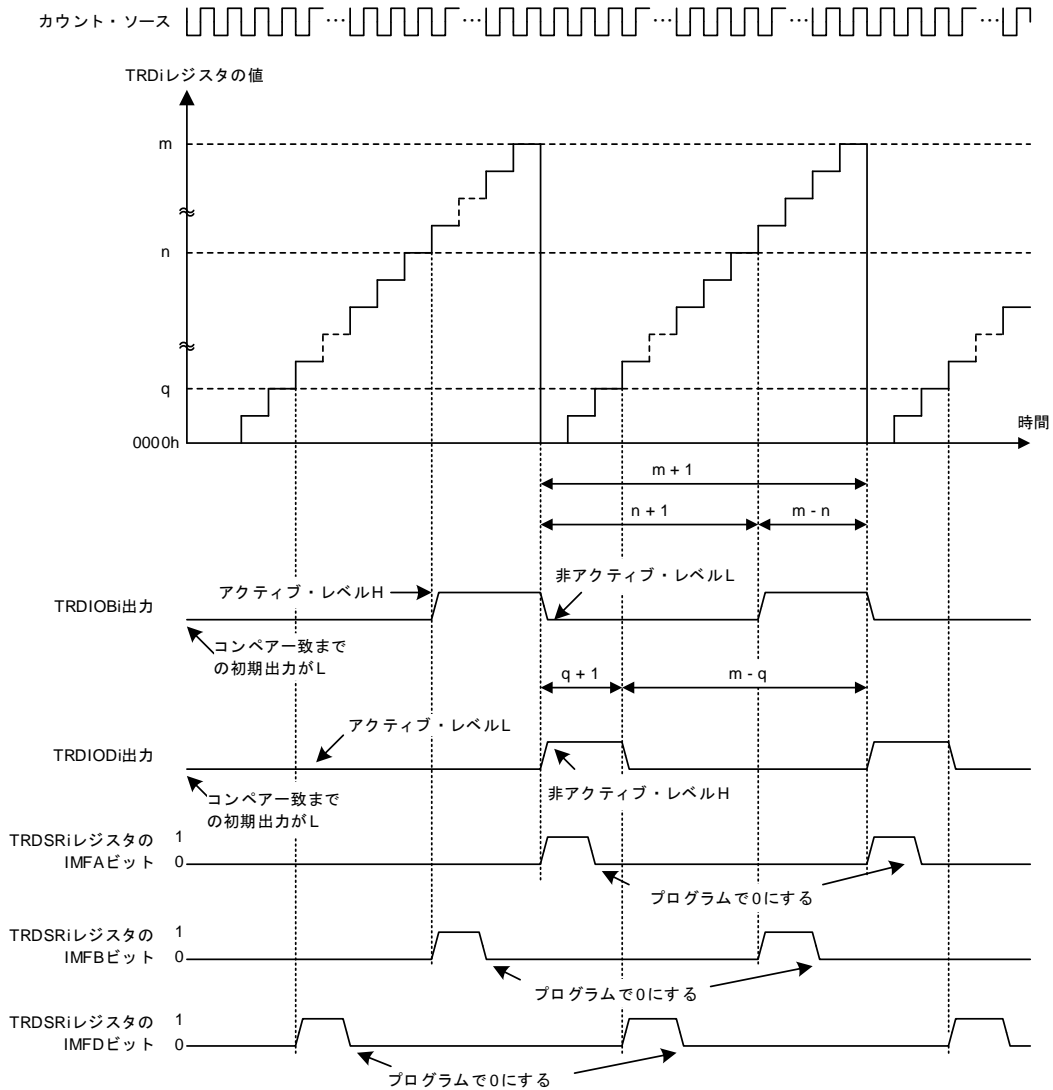 カウント・ソース
･･･ ･･･ ･･･ ･･･ ･･･
TRDiレジスタの値
m
n
q
0000h
時間
m + 1
n + 1
m - n
TRDIOBi出力
アクティブ・レベルH
非アクティブ・レベルL
コンペアー致まで
の初期出力がL
q + 1
m - q
TRDIODi出力
アクティブ・レベルL
非アクティブ・レベルH
コンペアー致まで
の初期出力がL
TRDSRiレジスタの
IMFAビット
1
0
プログラムで0にする
TRDSRiレジスタの
IMFBビット
1
0
プログラムで0にする
TRDSRiレジスタの
IMFDビット
1
0
プログラムで0にする